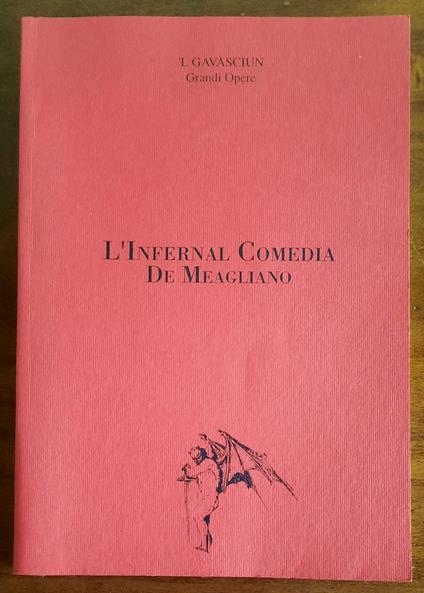 'L GAVASCIUN
Grandi Opere
L'INFERNAL COMEDIA
DE MEAGLIANO